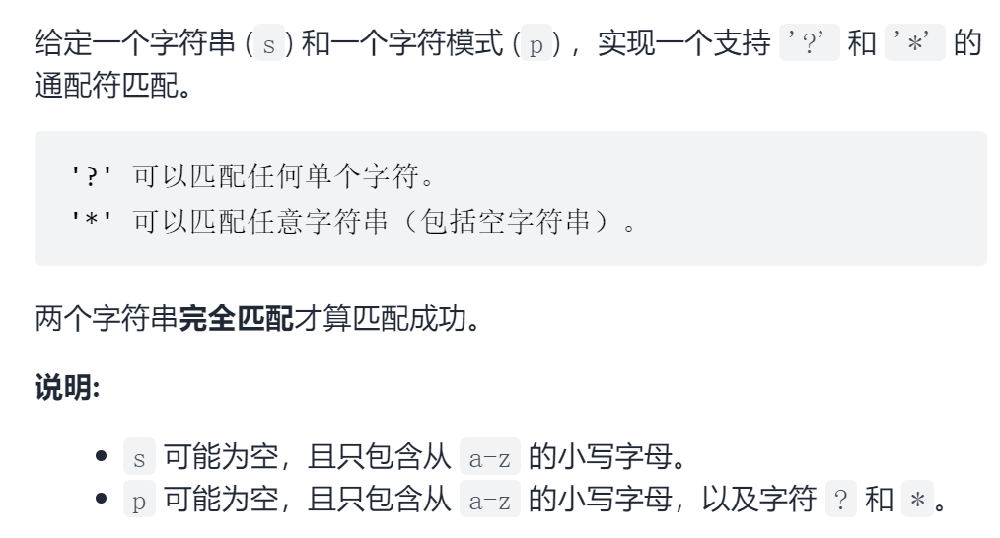 给定一个字符串 (s) 和一个字符模式 (p) ，实现一个支持 '?' 和 '*' 的
通配符匹配。
'?' 可以匹配任何单个字符。
'*' 可以匹配任意字符串（包括空字符串）。
两个字符串完全匹配才算匹配成功。
说明:
• s 可能为空，且只包含从 a-z 的小写字母。
• p 可能为空，且只包含从 a-z 的小写字母，以及字符 ? 和 *。